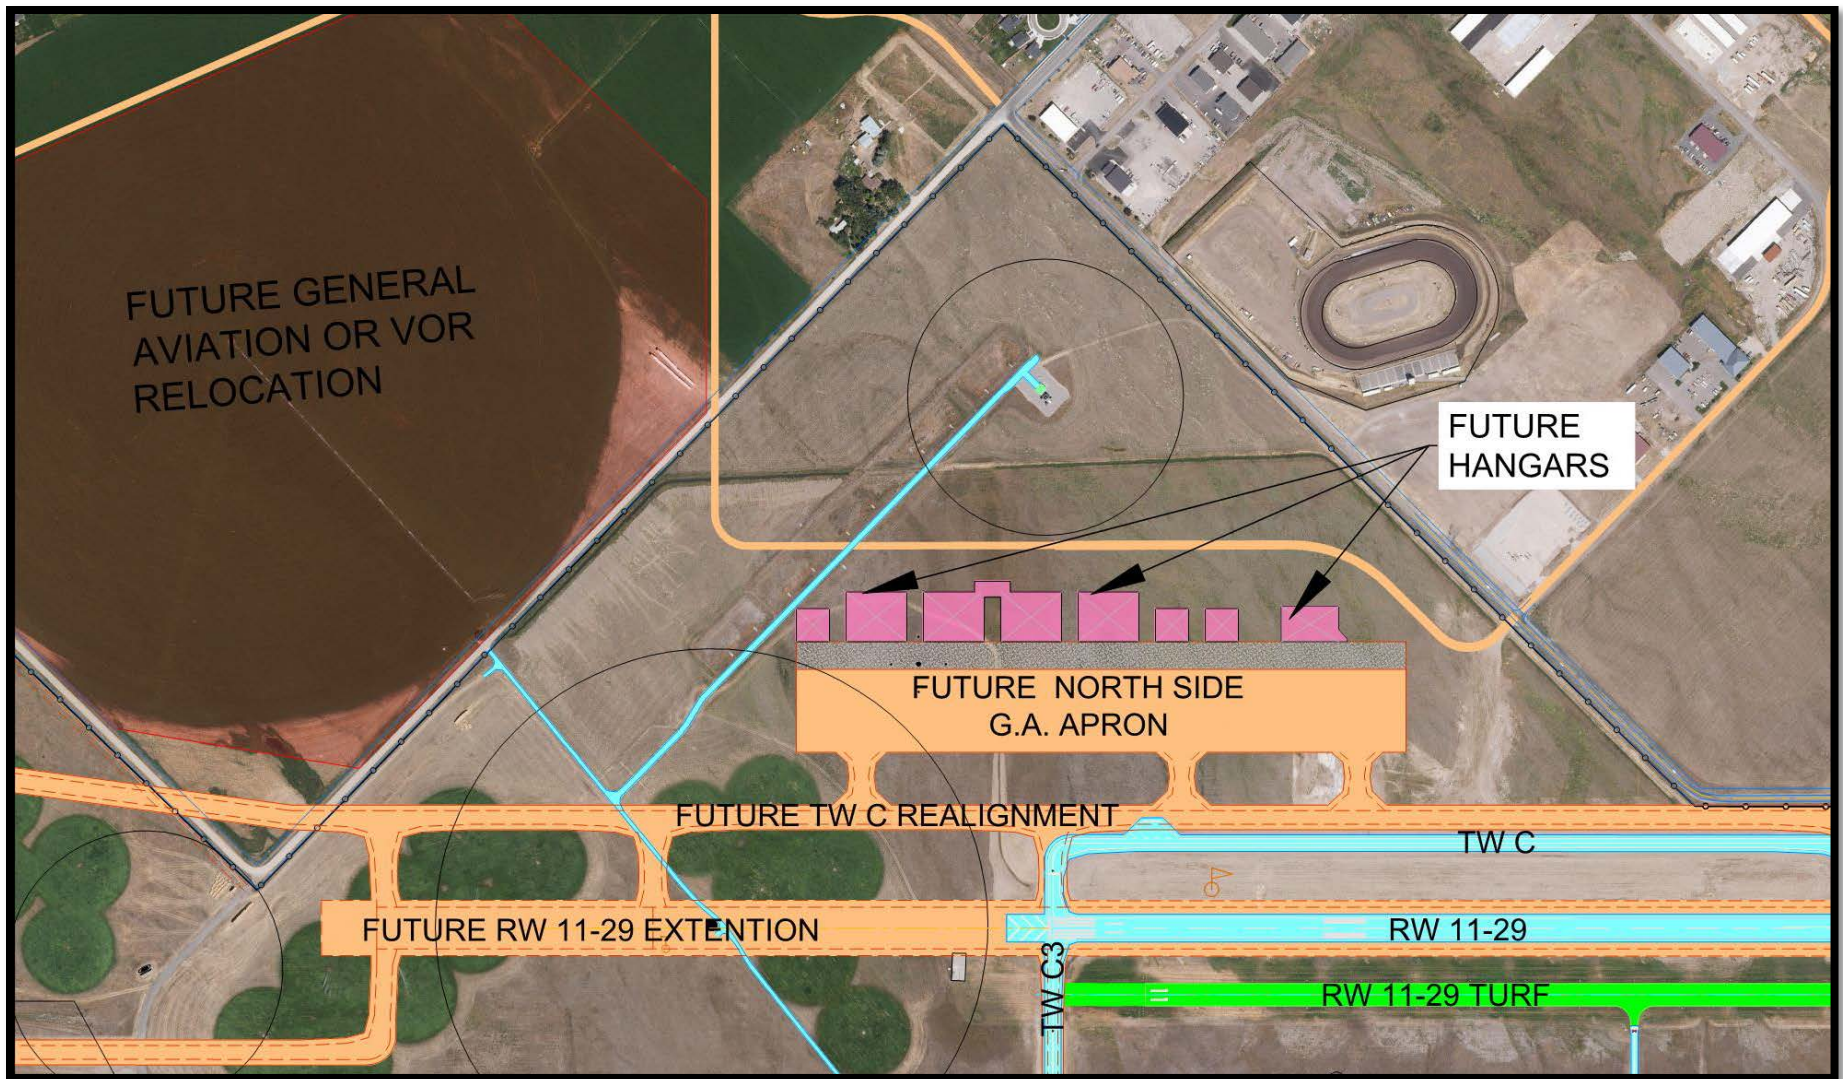 FUTURE GENERAL
AVIATION OR VOR
RELOCATION
FUTURE
HANGARS
FUTURE NORTH SIDE
G.A. APRON
FUTURE TW C REALIGNMENT
TW C
FUTURE RW 11-29 EXTENTION
RW 11-29
TW C3
RW 11-29 TURF